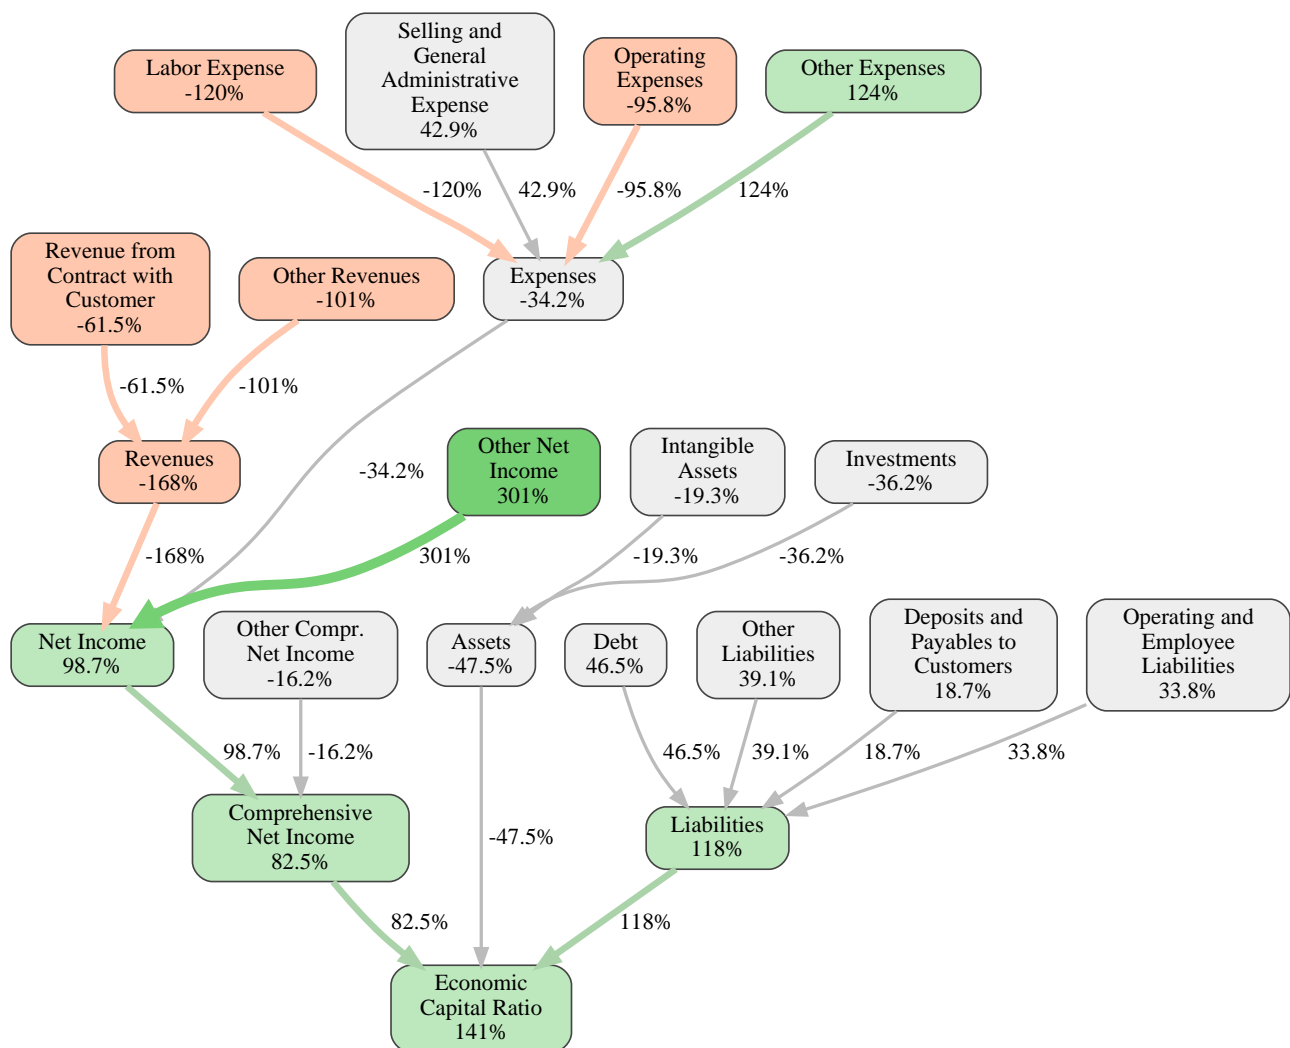 Labor Expense
-120%
Selling and
General
Administrative
Expense
42.9%
Operating
Expenses
-95.8%
Other Expenses
124%
-120%
42.9%
-95.8%
124%
Revenue from
Contract with
Customer
-61.5%
Other Revenues
-101%
Expenses
-34.2%
-61.5%
-101%
Revenues
-168%
-34.2%
Other Net
Income
301%
Intangible
Assets
-19.3%
Investments
-36.2%
-168%
301%
-19.3%
-36.2%
Net Income
98.7%
Other Compr.
Net Income
-16.2%
Assets
-47.5%
Debt
46.5%
Other
Liabilities
39.1%
Deposits and
Payables to
Customers
18.7%
Operating and
Employee
Liabilities
33.8%
98.7%
-16.2%
46.5%
39.1%
18.7%
33.8%
Comprehensive
Net Income
82.5%
-47.5%
Liabilities
118%
82.5%
118%
Economic
Capital Ratio
141%